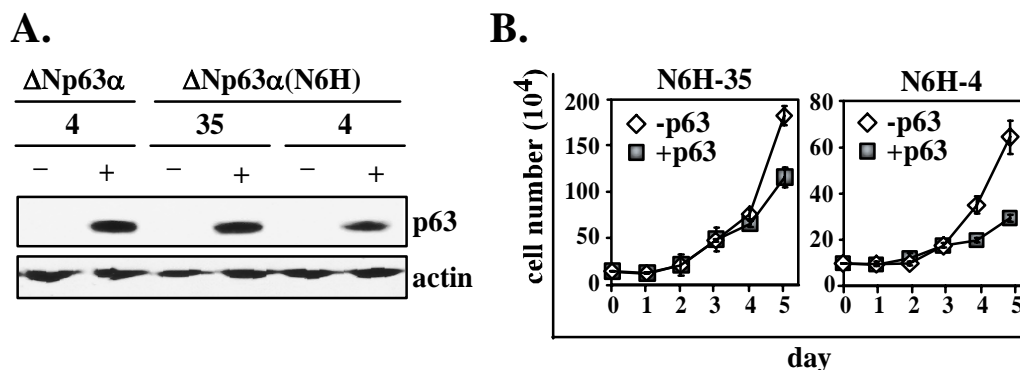 A.
ΔNp63α ΔNp63α(N6H)
4 35 4
− + − + − +
p63
actin
B.
N6H-35 N6H-4
cell number (10⁴)
200
150
100
50
0
-p63
+p63
0 1 2 3 4 5
80
60
40
20
0
-p63
+p63
0 1 2 3 4 5
day